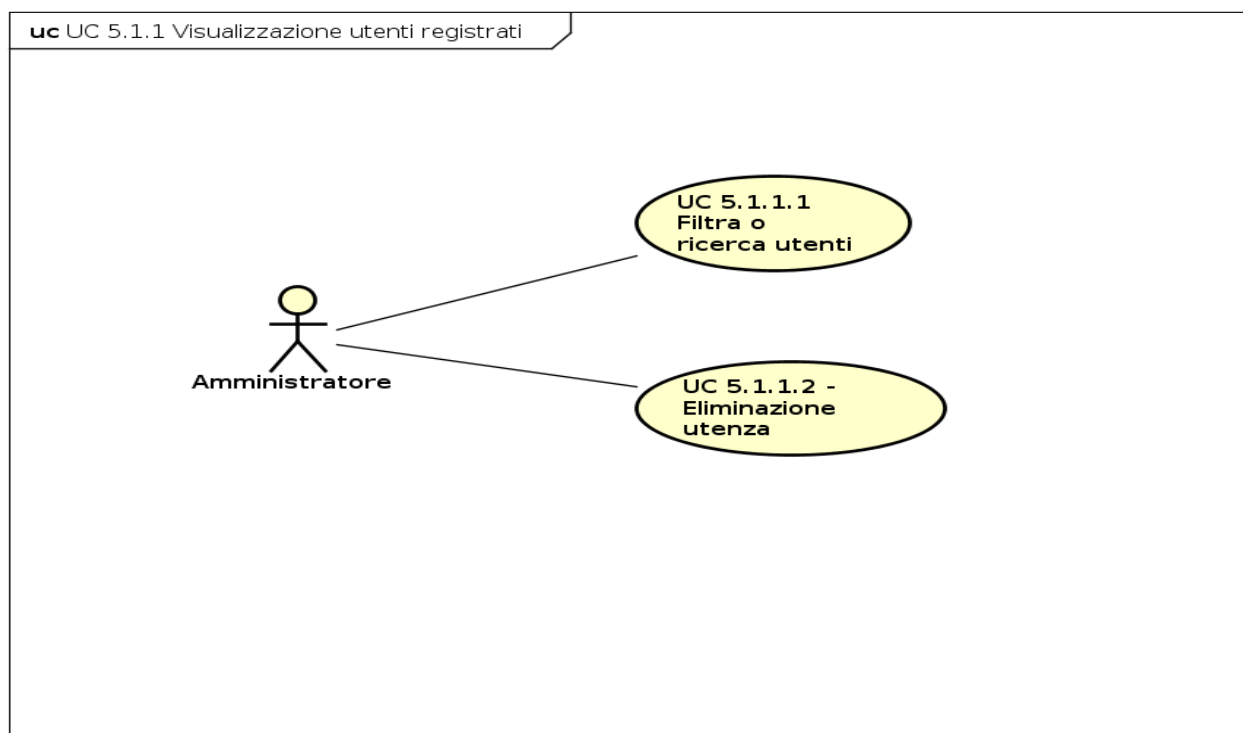 uc UC 5.1.1 Visualizzazione utenti registrati
UC 5.1.1.1
Filtra o
ricerca utenti
Amministratore
UC 5.1.1.2 -
Eliminazione
utenza